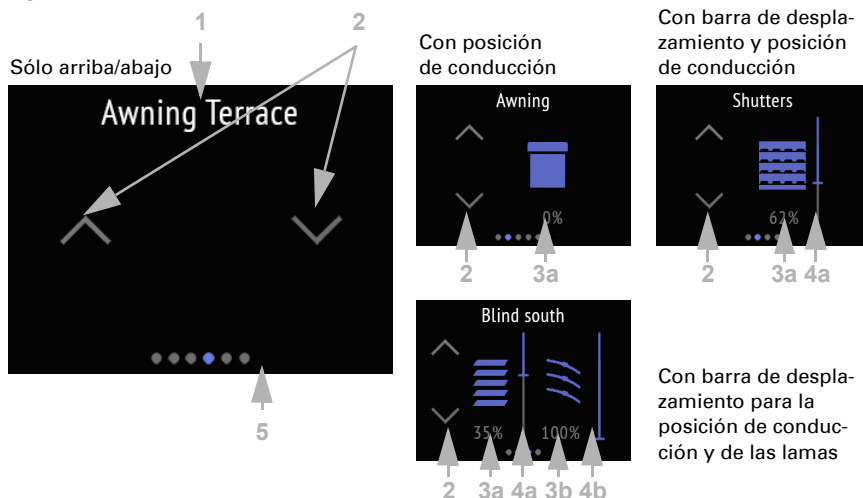 1
2
Sólo arriba/abajo
Awning Terrace
5
Con posición
de conducción
Awning
0%
2
3a
Con barra de despla-
zamiento y posición
de conducción
Shutters
62%
2
3a 4a
Blind south
35%
100%
2
3a 4a 3b 4b
Con barra de despla-
zamiento para la
posición de conduc-
ción y de las lamas